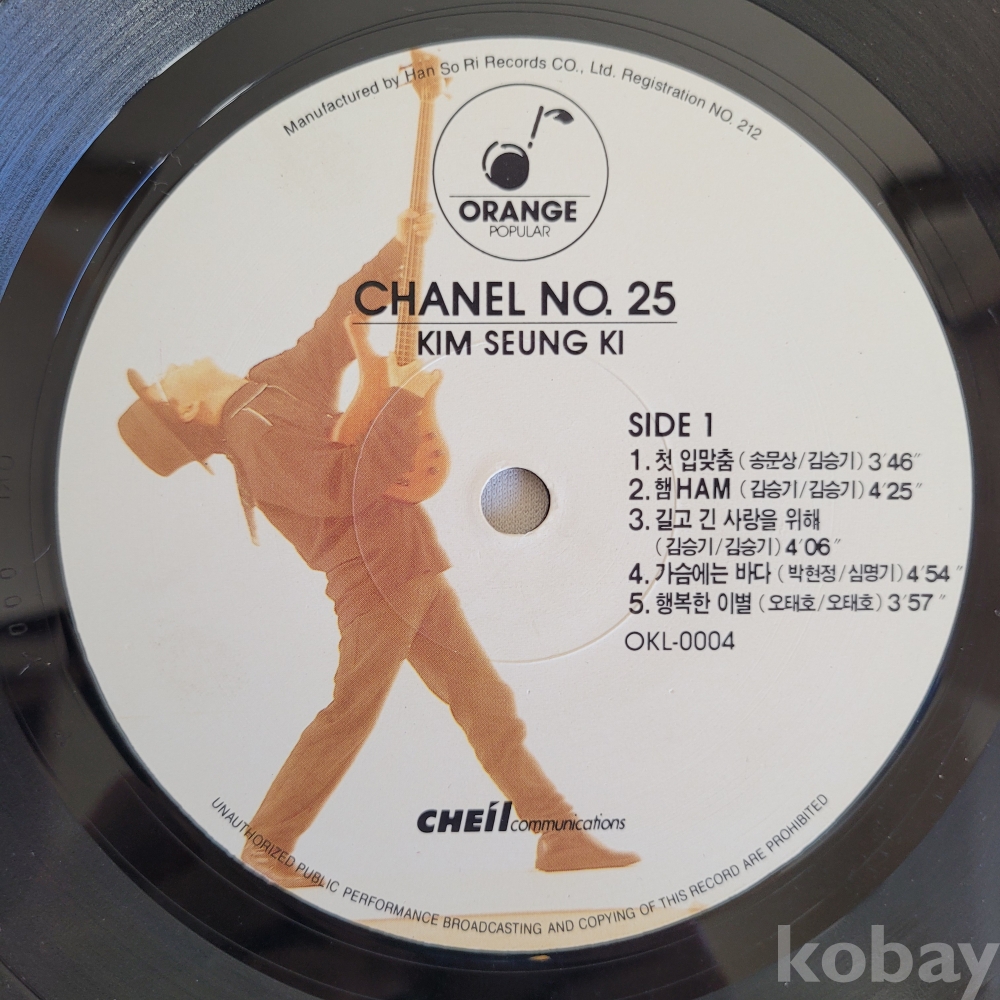 Manufactured by Han So Ri Records CO., Ltd. Registration NO. 212
ORANGE
POPULAR
CHANEL NO. 25
KIM SEUNG KI
SIDE 1
1. 첫 입맞춤 (송문상/김승기) 3′46″
2. 햄HAM (김승기/김승기) 4′25″
3. 길고 긴 사랑을 위해
(김승기/김승기) 4′06″
4. 가슴에는 바다 (박현정/심명기) 4′54″
5. 행복한 이별 (오태호/오태호) 3′57″
OKL-0004
CHEil communications
UNAUTHORIZED PUBLIC PERFORMANCE BROADCASTING AND COPYING OF THIS RECORD ARE PROHIBITED
kobay